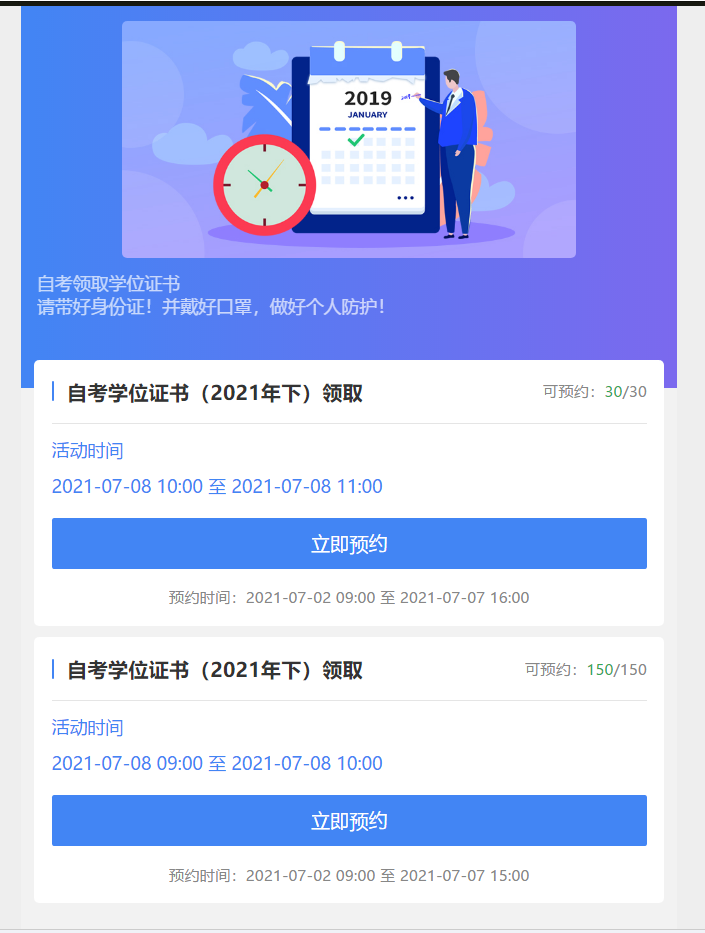 2019
JANUARY
自考领取学位证书
请带好身份证！并戴好口罩，做好个人防护！
自考学位证书（2021年下）领取
可预约：30/30
活动时间
2021-07-08 10:00 至 2021-07-08 11:00
立即预约
预约时间：2021-07-02 09:00 至 2021-07-07 16:00
自考学位证书（2021年下）领取
可预约：150/150
活动时间
2021-07-08 09:00 至 2021-07-08 10:00
立即预约
预约时间：2021-07-02 09:00 至 2021-07-07 15:00